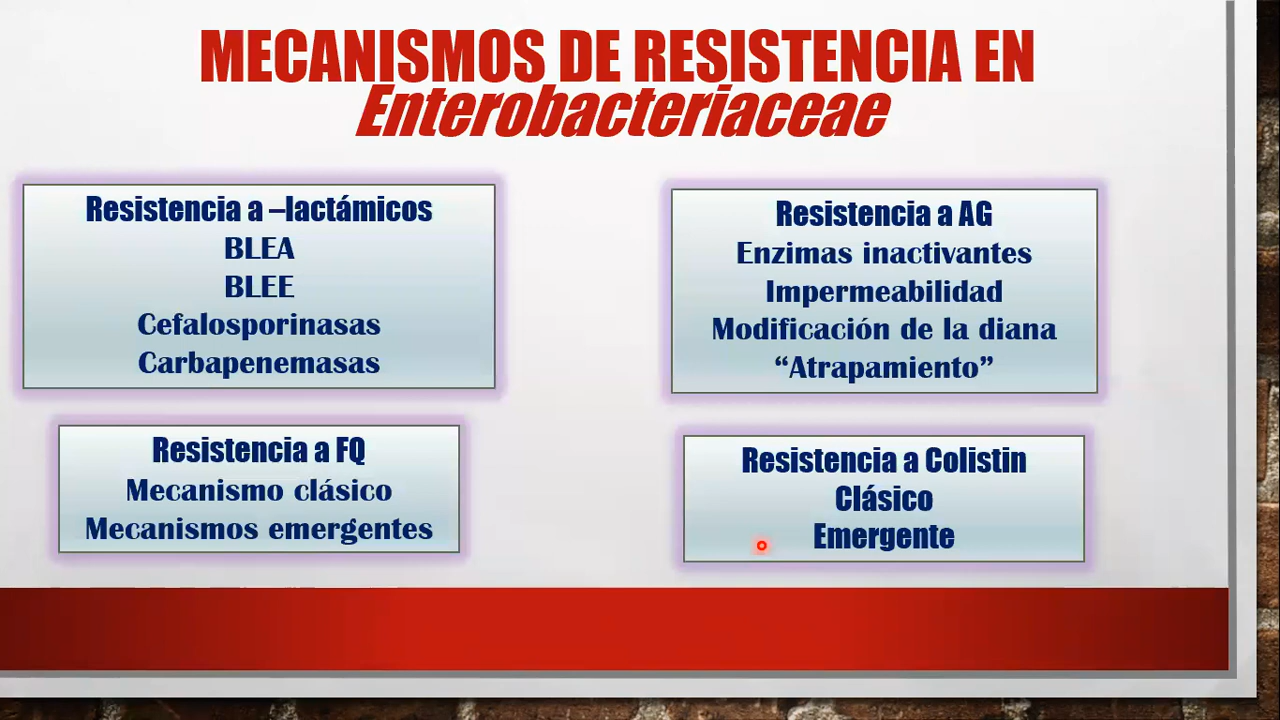 MECANISMOS DE RESISTENCIA EN
Enterobacteriaceae
Resistencia a –lactámicos
BLEA
BLEE
Cefalosporinasas
Carbapenemasas
Resistencia a AG
Enzimas inactivantes
Impermeabilidad
Modificación de la diana
“Atrapamiento”
Resistencia a FQ
Mecanismo clásico
Mecanismos emergentes
Resistencia a Colistin
Clásico
Emergente